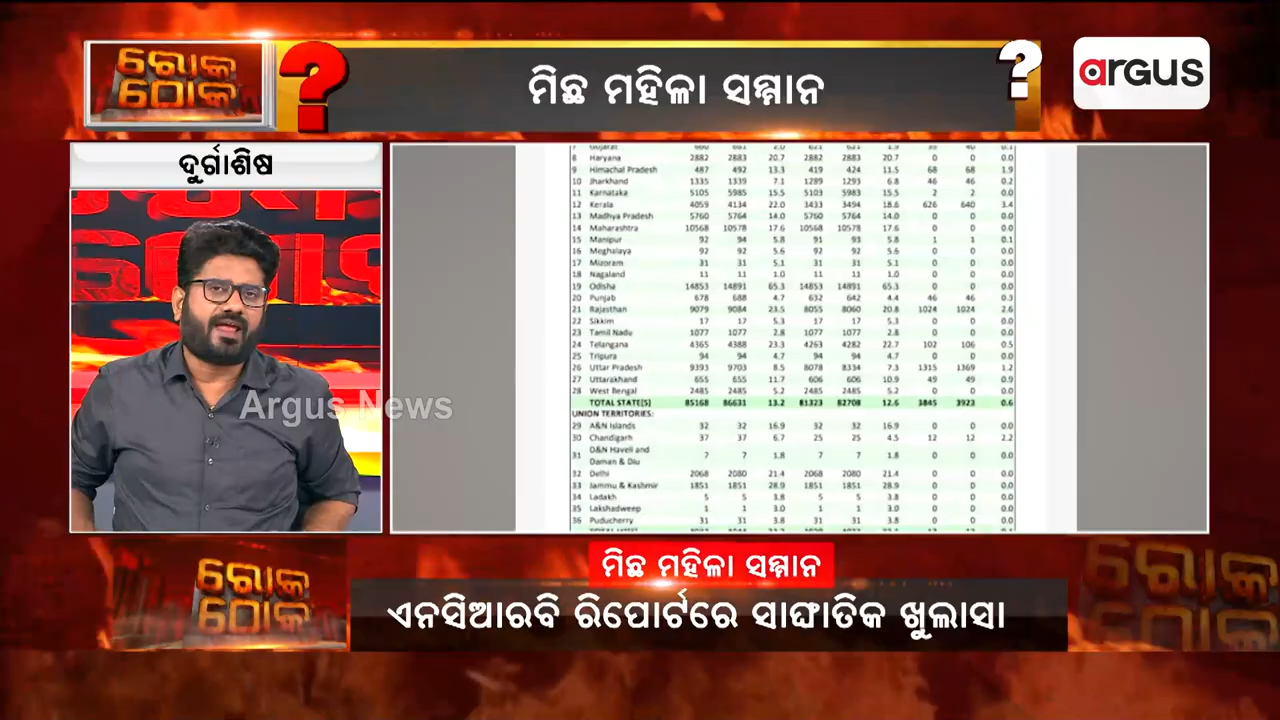 ରୋକ
ଠୋକ
?
ମିଛ ମହିଳା ସମ୍ମାନ
?
argus
ଦୁର୍ଗାଶିଷ
7 Gujarat
8 Haryana 2882 2883 20.7 2882 2883 20.7 0 0 0.0
9 Himachal Pradesh 487 492 13.3 419 424 11.5 68 68 1.9
10 Jharkhand 1335 1339 7.1 1289 1293 6.8 46 46 0.2
11 Karnataka 5105 5985 15.5 5103 5983 15.5 2 2 0.0
12 Kerala 4059 4134 22.0 3433 3494 18.6 626 640 3.4
13 Madhya Pradesh 5760 5764 14.0 5760 5764 14.0 0 0 0.0
14 Maharashtra 10568 10578 17.6 10568 10578 17.6 0 0 0.0
15 Manipur 92 94 5.8 91 93 5.8 1 1 0.1
16 Meghalaya 92 92 5.6 92 92 5.6 0 0 0.0
17 Mizoram 31 31 5.1 31 31 5.1 0 0 0.0
18 Nagaland 11 11 1.0 11 11 1.0 0 0 0.0
19 Odisha 14853 14891 65.3 14853 14891 65.3 0 0 0.0
20 Punjab 678 688 4.7 632 642 4.4 46 46 0.3
21 Rajasthan 9079 9084 23.5 8055 8060 20.8 1024 1024 2.6
22 Sikkim 17 17 5.3 17 17 5.3 0 0 0.0
23 Tamil Nadu 1077 1077 2.8 1077 1077 2.8 0 0 0.0
24 Telangana 4365 4388 23.3 4263 4282 22.7 102 106 0.5
25 Tripura 94 94 4.7 94 94 4.7 0 0 0.0
26 Uttar Pradesh 9393 9703 8.5 8078 8334 7.3 1315 1369 1.2
27 Uttarakhand 655 655 11.7 606 606 10.9 49 49 0.9
28 West Bengal 2485 2485 5.2 2485 2485 5.2 0 0 0.0
TOTAL STATE(S) 85168 86631 13.2 81323 82708 12.6 3845 3923 0.6
UNION TERRITORIES:
29 A&N Islands 32 32 16.9 32 32 16.9 0 0 0.0
30 Chandigarh 37 37 6.7 25 25 4.5 12 12 2.2
31 D&N Haveli and Daman & Diu 7 7 1.8 7 7 1.8 0 0 0.0
32 Delhi 2068 2080 21.4 2068 2080 21.4 0 0 0.0
33 Jammu & Kashmir 1851 1851 28.9 1851 1851 28.9 0 0 0.0
34 Ladakh 5 5 3.8 5 5 3.8 0 0 0.0
35 Lakshadweep 1 1 3.0 1 1 3.0 0 0 0.0
36 Puducherry 31 31 3.8 31 31 3.8 0 0 0.0
Argus News
ମିଛ ମହିଳା ସମ୍ମାନ
ରୋକ
ଠୋକ
ଏନସିଆରବି ରିପୋର୍ଟରେ ସାଙ୍ଘାତିକ ଖୁଲାସା
ରୋକ
ଠୋକ